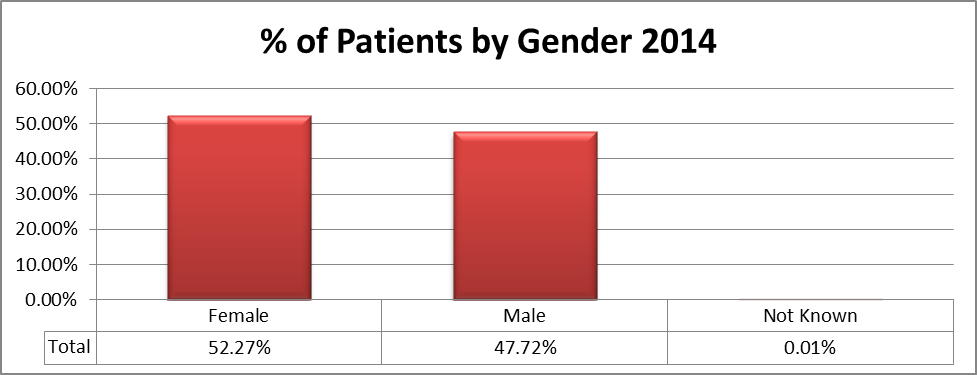 % of Patients by Gender 2014
60.00%
50.00%
40.00%
30.00%
20.00%
10.00%
0.00%
Female Male Not Known
Total 52.27% 47.72% 0.01%